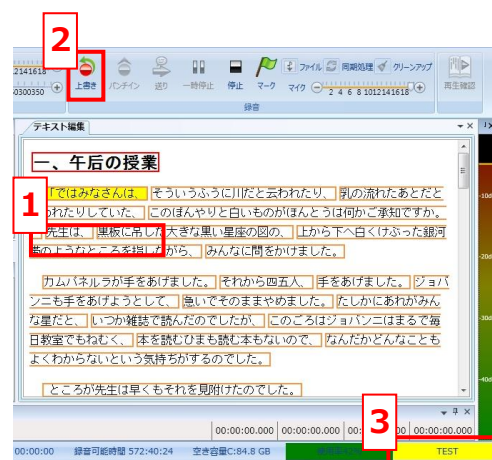 2
2141618
0300350
上書き
パンチイン
送り
一時停止
停止
マーク
ファイル 同期処理 クリーンアップ
マイク
2 4 6 8 1012141618
再生確認
録音
テキスト編集
一、午后の授業
「ではみなさんは、 そういうふうに川だと云われたり、 乳の流れたあとだと
1
われたりしていた、 このぼんやりと白いものがほんとうは何かご承知ですか。
先生は、 黒板に吊した大きな黒い星座の図の、 上から下へ白くけぶった銀河
帯のようなところを指しながら、 みんなに問をかけました。
カムパネルラが手をあげました。 それから四五人、 手をあげました。 ジョバ
ンニも手をあげようとして、 急いでそのままやめました。 たしかにあれがみん
な星だと、 いつか雑誌で読んだのでしたが、 このごろはジョバンニはまるで毎
日教室でもねむく、 本を読むひまも読む本もないので、 なんだかどんなことも
よくわからないという気持ちがするのでした。
ところが先生は早くもそれを見附けたのでした。
-10d
-20d
-30d
-40d
3
00:00:00.000 00:00:00.000 00:00:00.000
00:00:00 録音可能時間 572:40:24 空き容量C:84.8 GB
TEST